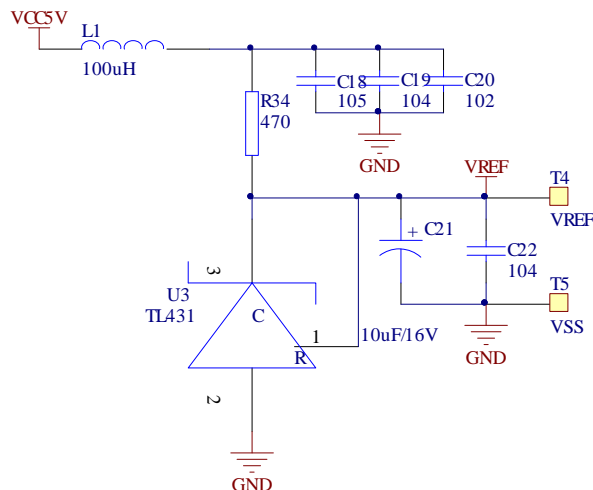 VCC5V
L1
100uH
R34
470
C18
105
C19
104
C20
102
GND
VREF
T4
VREF
+
C21
C22
104
T5
VSS
GND
3
U3
TL431
C
1
R
10uF/16V
2
GND